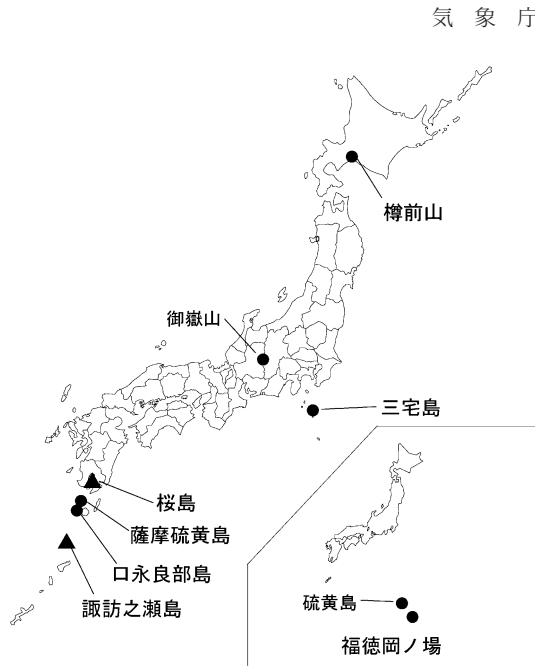 気象庁
樽前山
御嶽山
三宅島
桜島
薩摩硫黄島
口永良部島
諏訪之瀬島
硫黄島
福徳岡ノ場